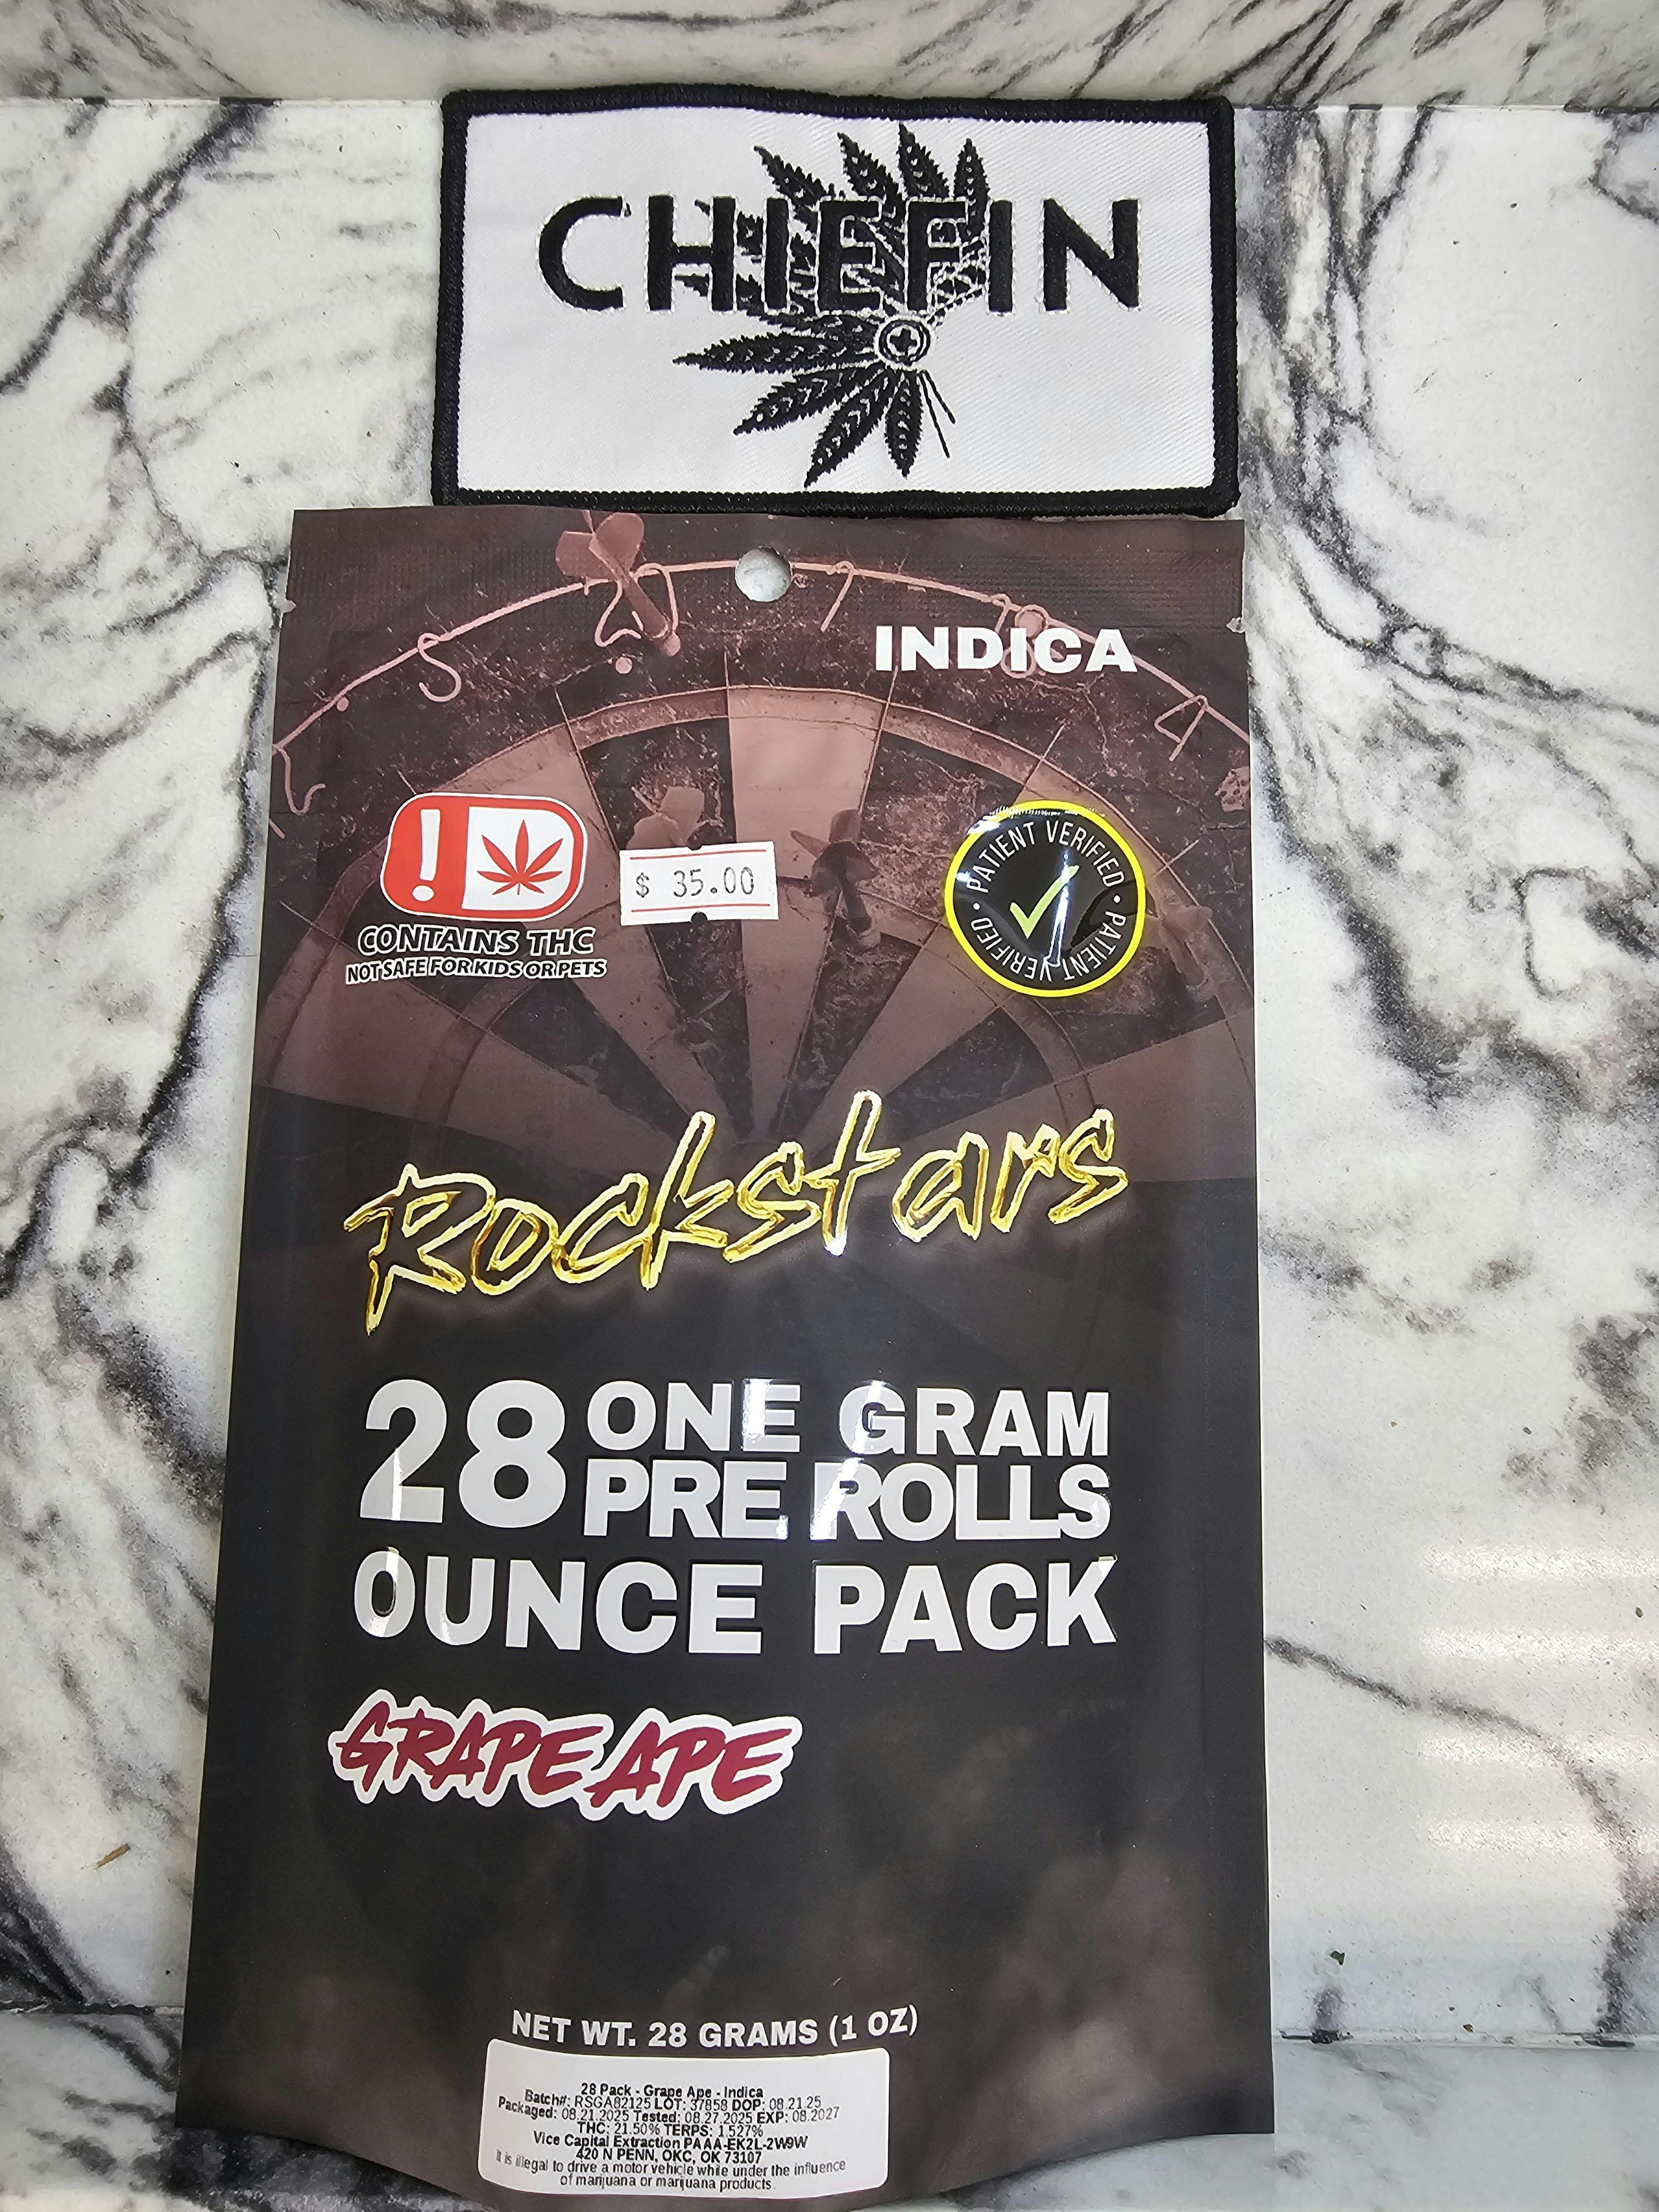 CHIEFIN
INDICA
CONTAINS THC
NOT SAFE FOR KIDS OR PETS
$ 35.00
PATIENT VERIFIED • PATIENT VERIFIED •
Rockstars
28 ONE GRAM
PRE ROLLS
OUNCE PACK
GRAPE APE
NET WT. 28 GRAMS (1 OZ)
28 Pack - Grape Ape - Indica
Batch#: RSGA82125 LOT: 37858 DOP: 08.21.25
Packaged: 08.21.2025 Tested: 08.27.2025 EXP: 08.2027
THC: 21.50% TERPS: 1.527%
Vice Capital Extraction PAAA-EK2L-2W9W
420 N PENN, OKC, OK 73107
It is illegal to drive a motor vehicle while under the influence
of marijuana or marijuana products.